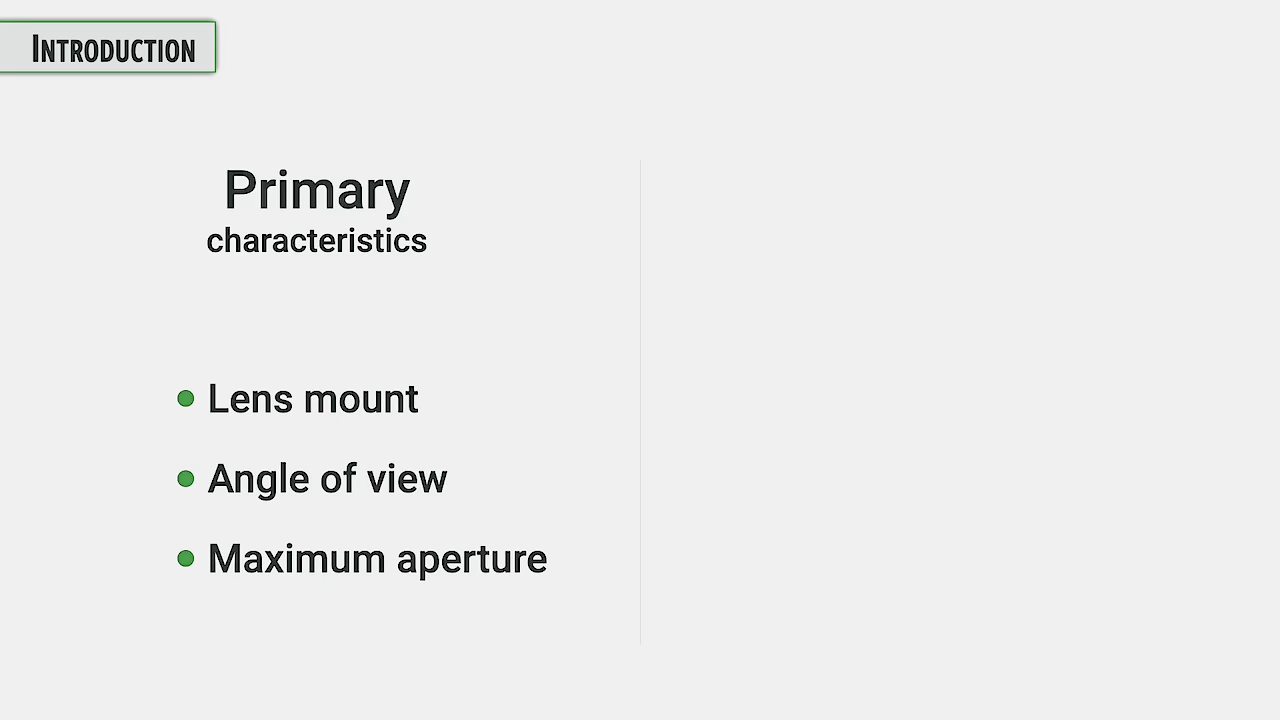 Introduction
Primary
characteristics
Lens mount
Angle of view
Maximum aperture